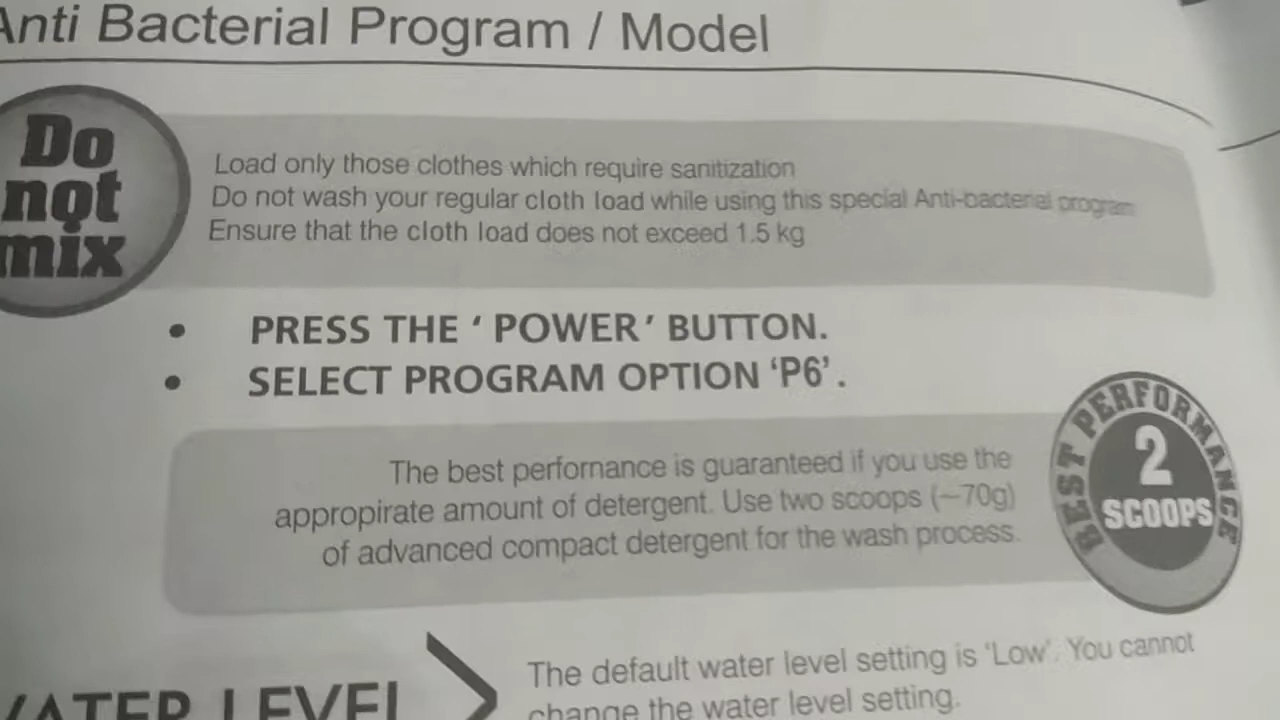 Anti Bacterial Program / Model
Do
not
mix
Load only those clothes which require sanitization
Do not wash your regular cloth load while using this special Anti-bacterial program
Ensure that the cloth load does not exceed 1.5 kg
• PRESS THE ‘ POWER ’ BUTTON.
• SELECT PROGRAM OPTION ‘P6’.
The best perfornance is guaranteed if you use the
appropirate amount of detergent. Use two scoops (~70g)
of advanced compact detergent for the wash process.
BEST PERFORMANCE
2
SCOOPS
WATER LEVEL
The default water level setting is ‘Low’. You cannot
change the water level setting.